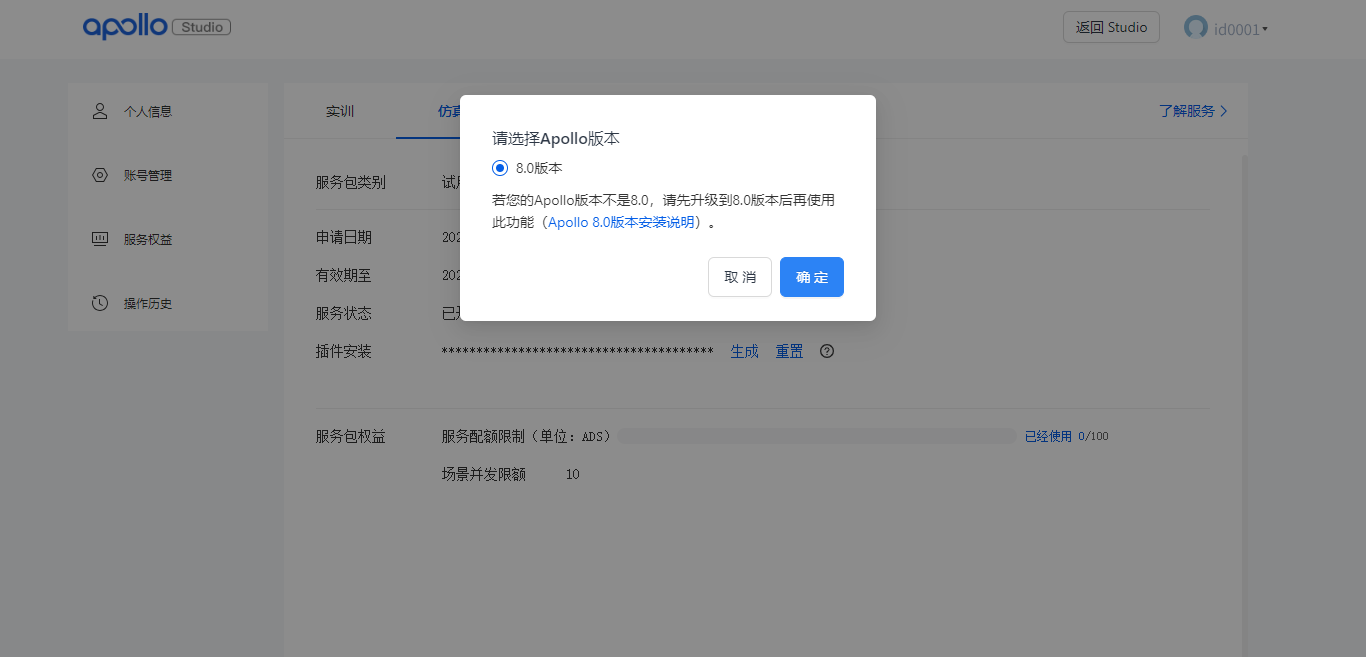 apollo Studio
返回 Studio
id0001
个人信息
账号管理
服务权益
操作历史
实训
仿真
了解服务
请选择Apollo版本
8.0版本
若您的Apollo版本不是8.0，请先升级到8.0版本后再使用
此功能（Apollo 8.0版本安装说明）。
取 消
确 定
服务包类别
申请日期 202
有效期至 202
服务状态
插件安装 *************************************** 生成 重置
服务包权益 服务配额限制（单位：ADS） 已经使用 0/100
场景并发限额 10